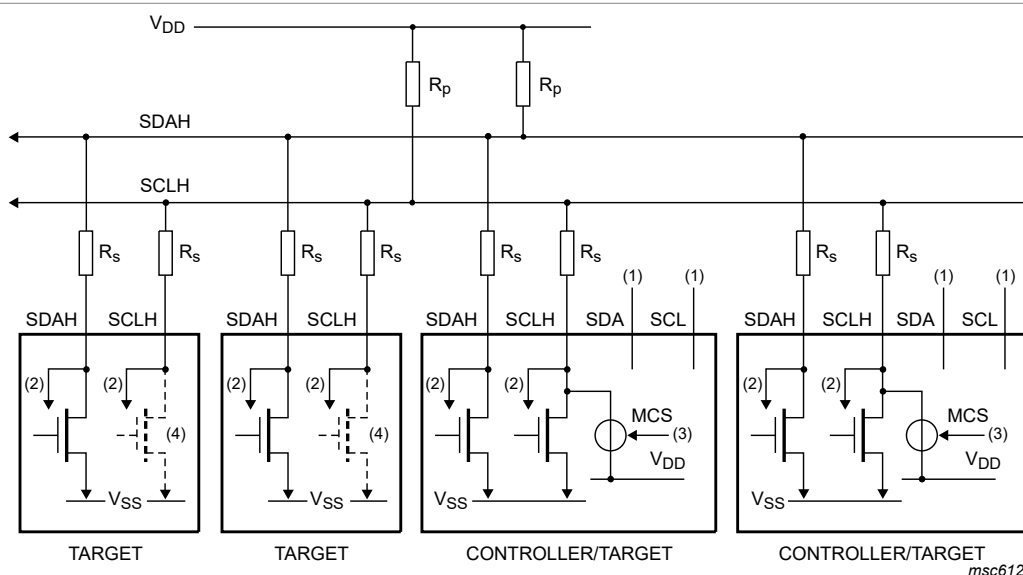 VDD
Rp Rp
SDAH
SCLH
Rs Rs Rs Rs Rs Rs Rs Rs
(1) (1) (1) (1)
SDAH SCLH SDAH SCLH SDAH SCLH SDA SCL SDAH SCLH SDA SCL
(2) (2) (2) (2) (2) (2) (2) (2)
MCS MCS
(4) (4) (3) (3)
VDD VDD
VSS VSS VSS VSS
TARGET TARGET CONTROLLER/TARGET CONTROLLER/TARGET
msc612